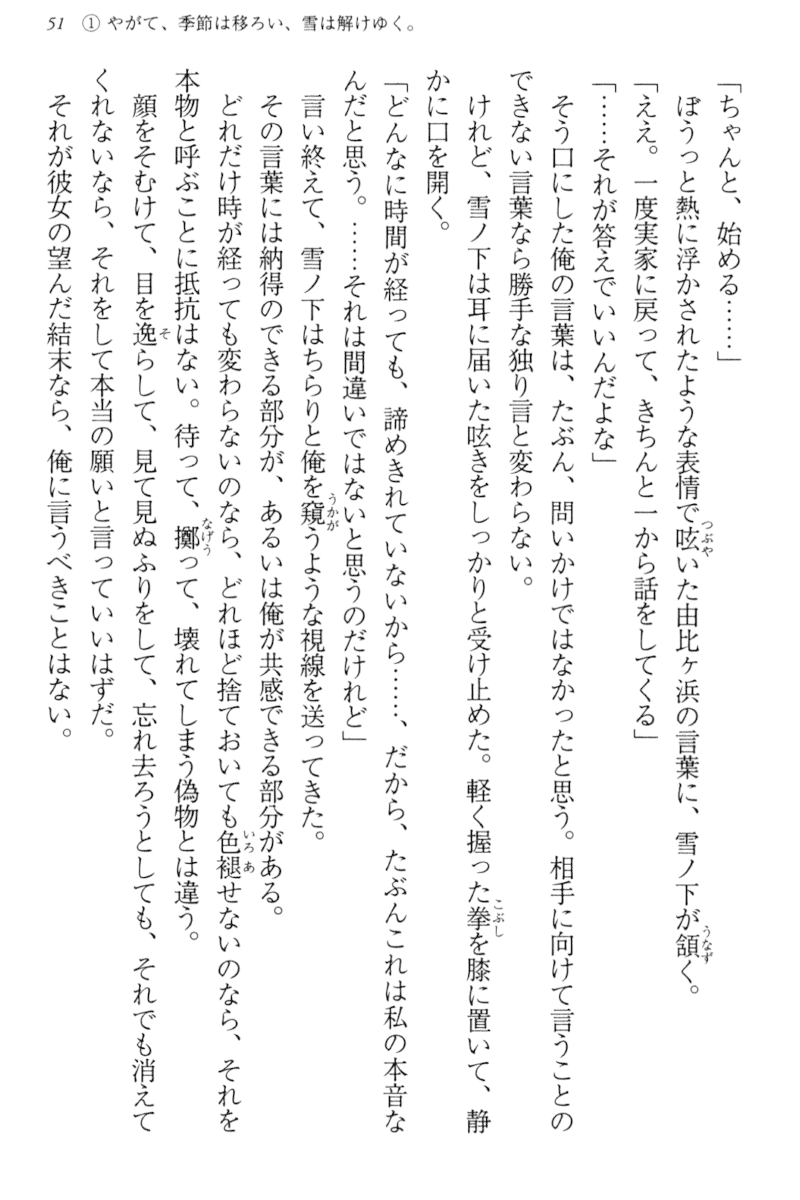 51 ① やがて、季節は移ろい、雪は解けゆく。
「ちゃんと、始める……」
ぼうっと熱に浮かされたような表情で呟いた由比ヶ浜の言葉に、雪ノ下が頷く。
「ええ。一度実家に戻って、きちんと一から話をしてくる」
「……それが答えでいいんだよな」
そう口にした俺の言葉は、たぶん、問いかけではなかったと思う。相手に向けて言うことの
できない言葉なら勝手な独り言と変わらない。
けれど、雪ノ下は耳に届いた呟きをしっかりと受け止めた。軽く握った拳を膝に置いて、静
かに口を開く。
「どんなに時間が経っても、諦めきれていないから……、だから、たぶんこれは私の本音な
んだと思う。……それは間違いではないと思うのだけれど」
言い終えて、雪ノ下はちらりと俺を窺うような視線を送ってきた。
その言葉には納得のできる部分が、あるいは俺が共感できる部分がある。
どれだけ時が経っても変わらないのなら、どれほど捨ておいても色褪せないのなら、それを
本物と呼ぶことに抵抗はない。待って、擲って、壊れてしまう偽物とは違う。
顔をそむけて、目を逸らして、見て見ぬふりをして、忘れ去ろうとしても、それでも消えて
くれないなら、それをして本当の願いと言っていいはずだ。
それが彼女の望んだ結末なら、俺に言うべきことはない。